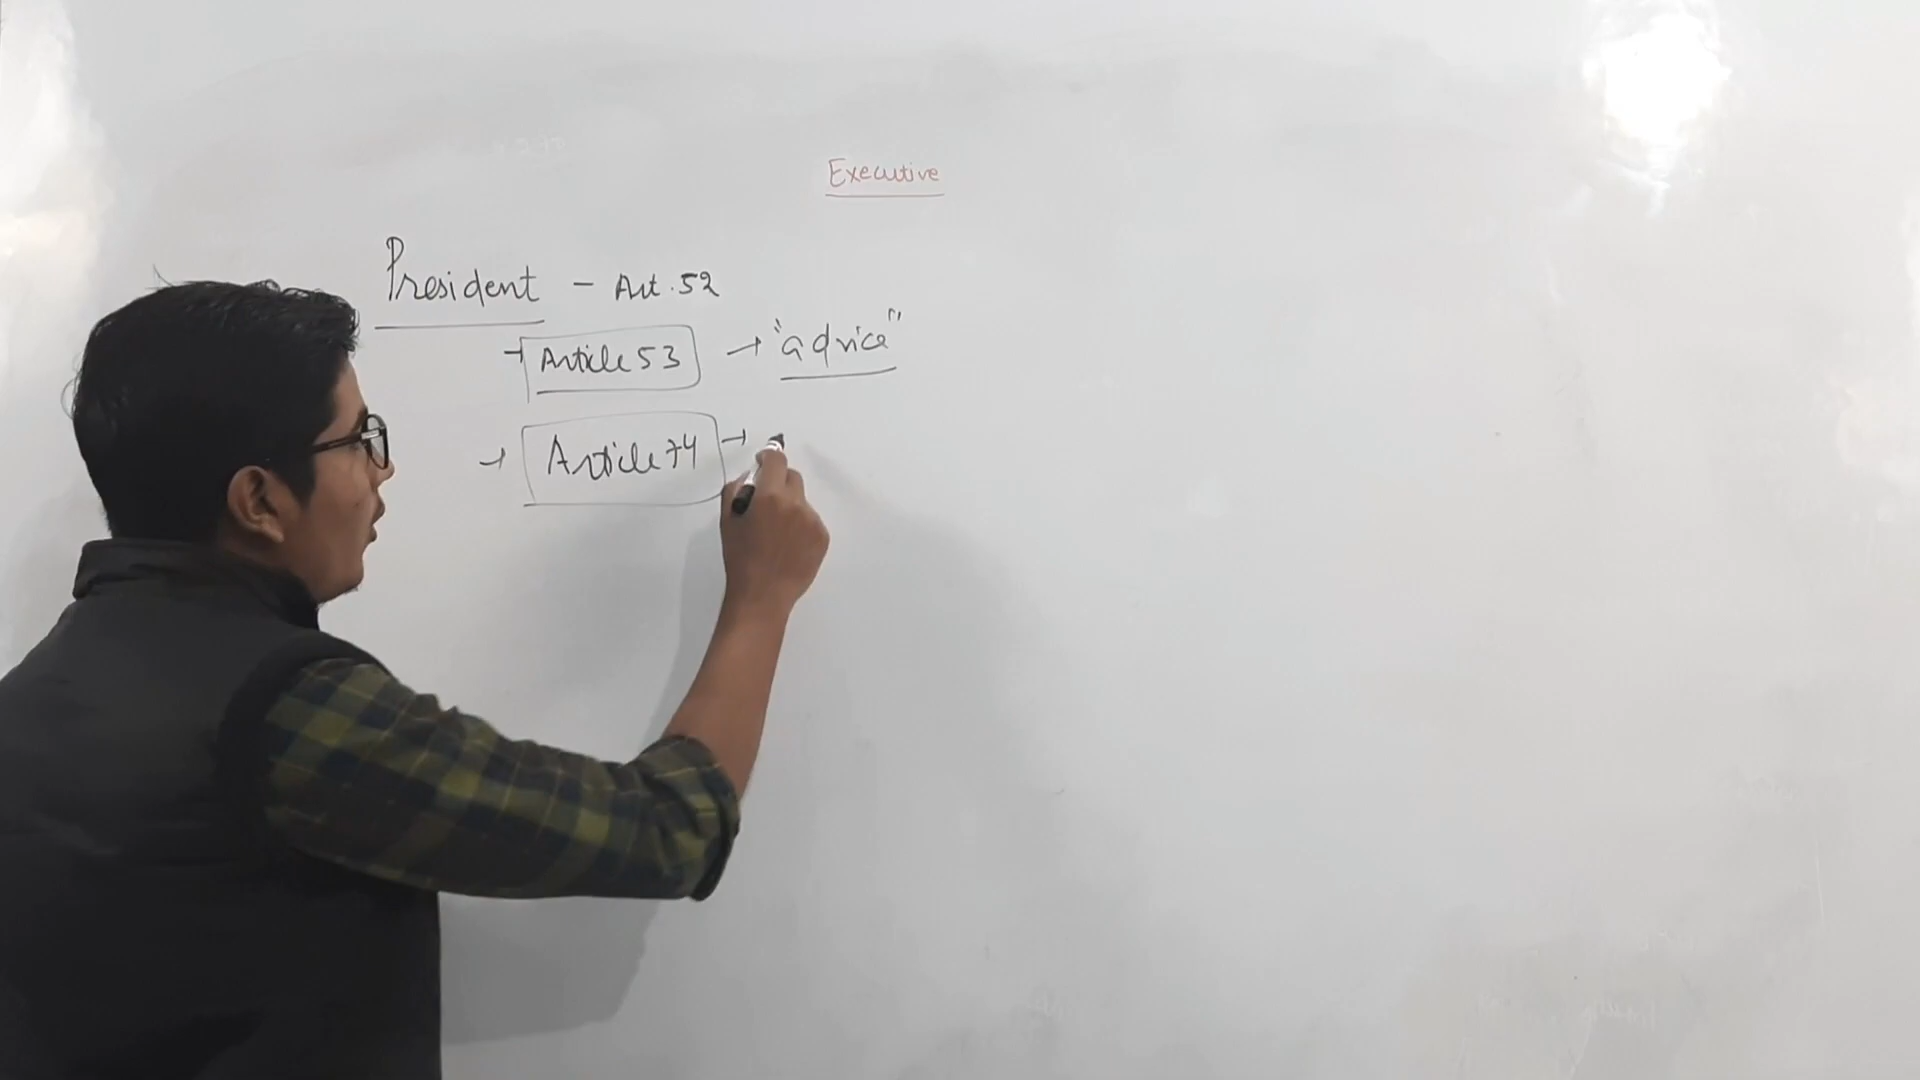 Executive
President - Art. 52
→ Article 53 → "advice"
→ Article 74 →